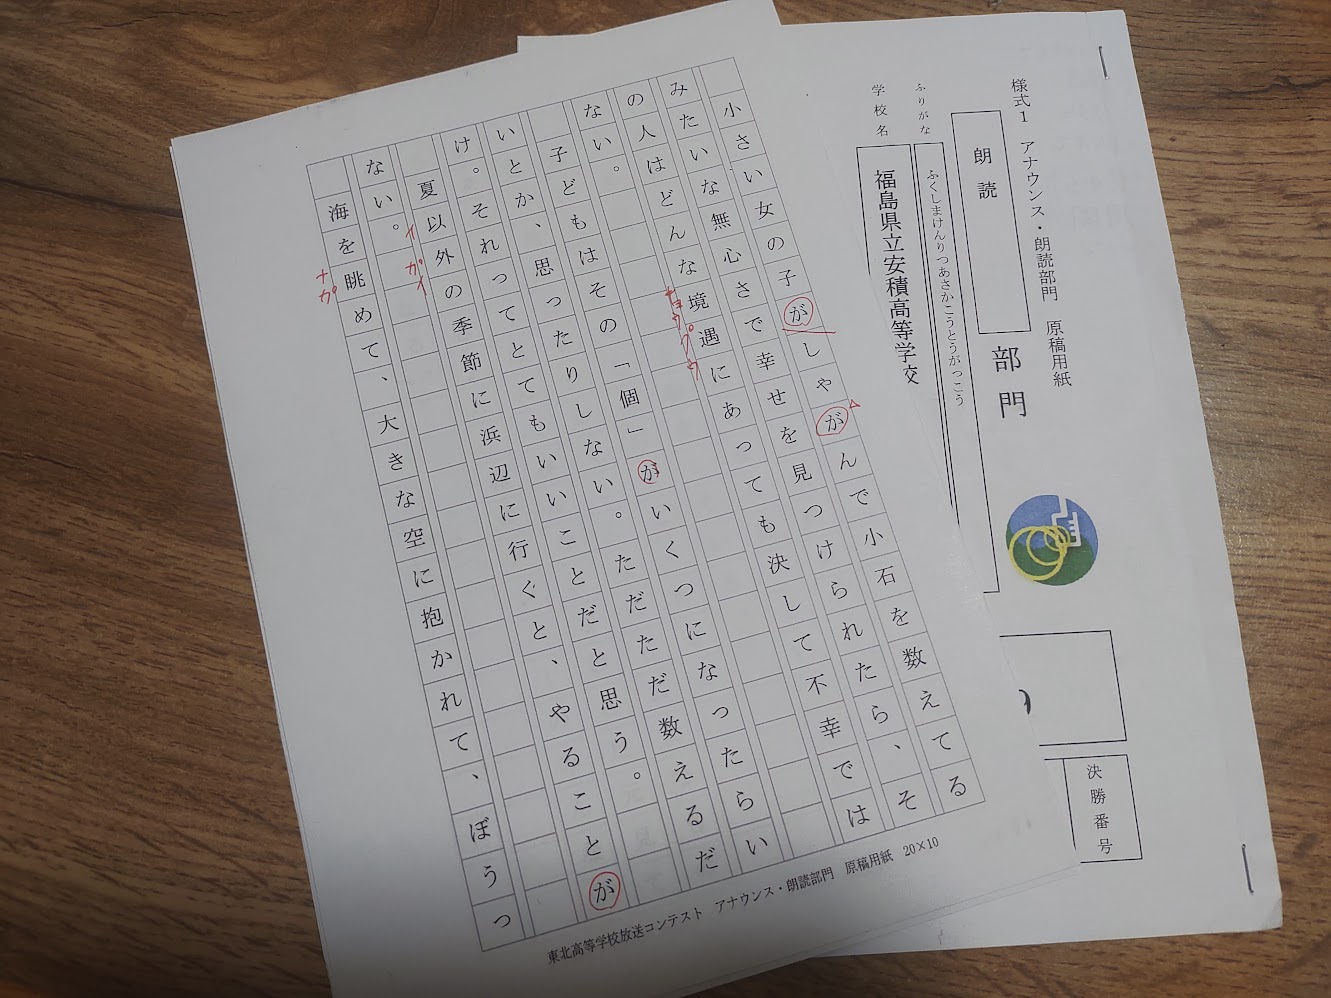 様式1　アナウンス・朗読部門　原稿用紙
朗読
部門
ふりがな
ふくしまけんりつあさかこうとうがっこう
学校名
福島県立安積高等学校
決勝番号
小さい女の子がしゃがんで小石を数えてる
みたいな無心さで幸せを見つけられたら、そ
の人はどんな境遇にあっても決して不幸では
キョウク゜ウ
ない。
子どもはその「個」がいくつになったらい
いとか、思ったりしない。ただただ数えるだ
け。それってとてもいいことだと思う。
夏以外の季節に浜辺に行ぐと、やることが
イカ゜イ
ない。
海を眺めて、大きな空に抱かれて、ぼうっ
ナカ゜
東北高等学校放送コンテスト　アナウンス・朗読部門　原稿用紙　20×10